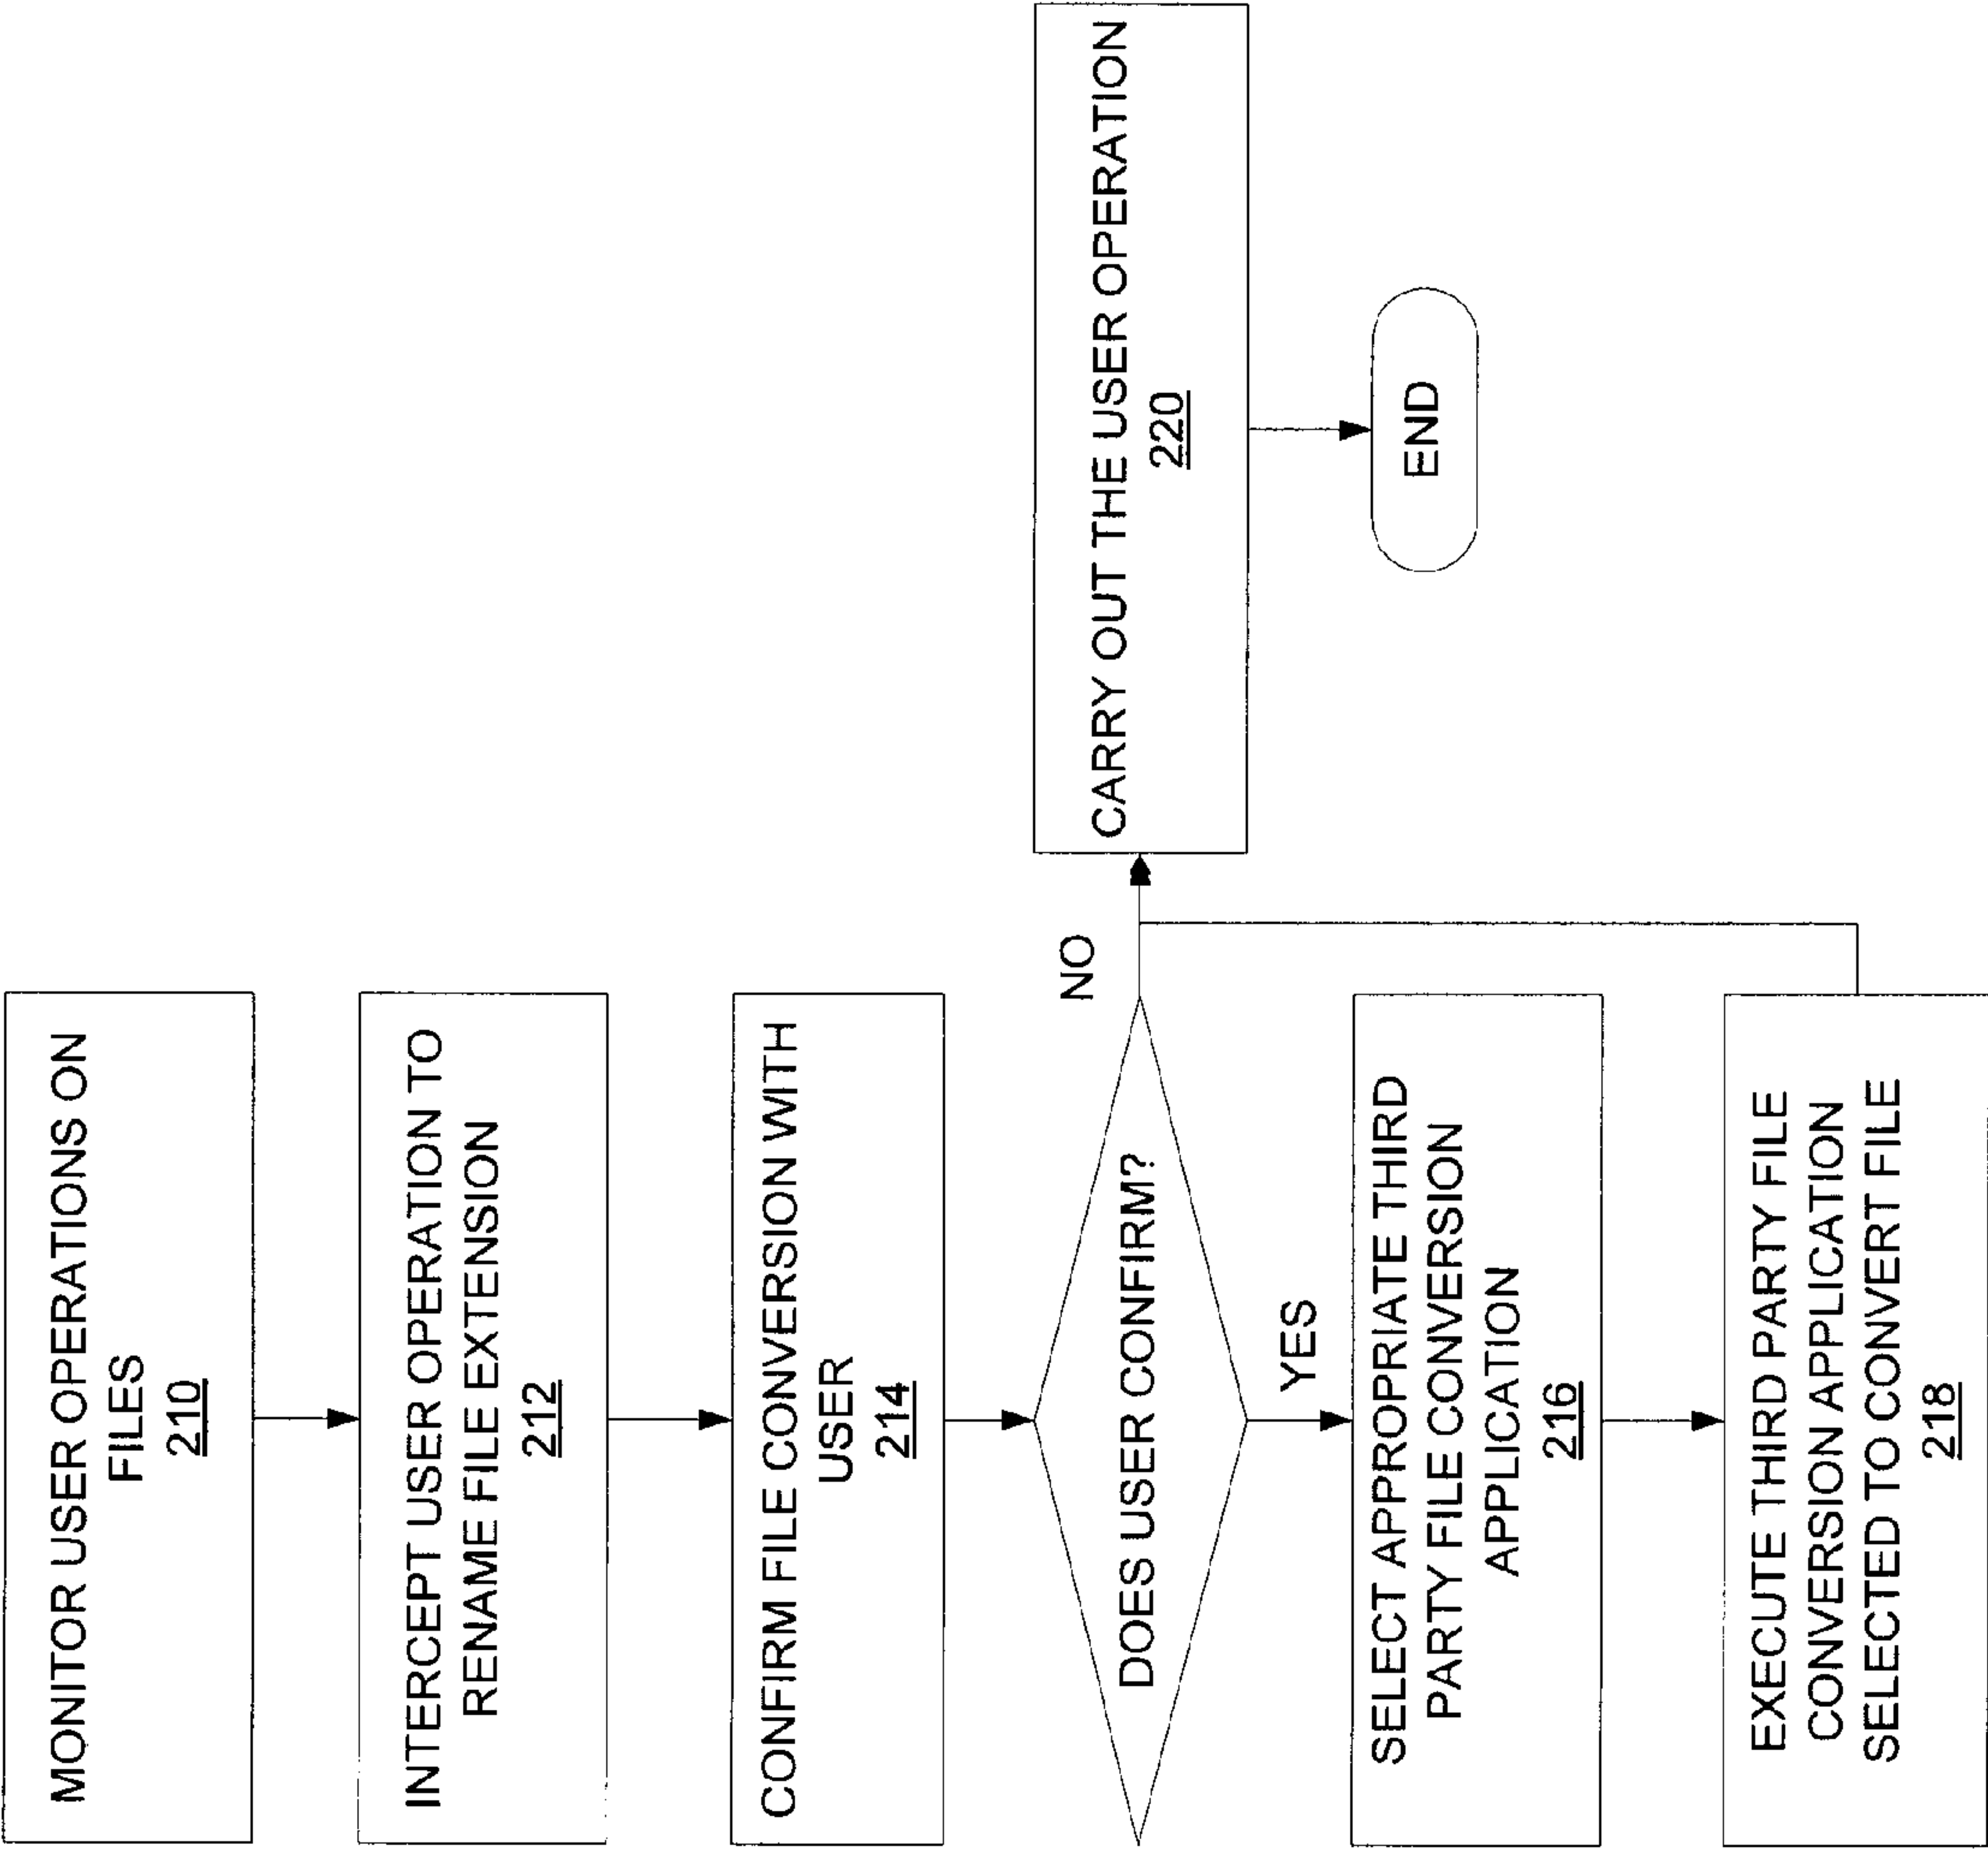 MONITOR USER OPERATIONS ON
FILES
210
INTERCEPT USER OPERATION TO
RENAME FILE EXTENSION
212
CONFIRM FILE CONVERSION WITH
USER
214
DOES USER CONFIRM?
NO
YES
SELECT APPROPRIATE THIRD
PARTY FILE CONVERSION
APPLICATION
216
EXECUTE THIRD PARTY FILE
CONVERSION APPLICATION
SELECTED TO CONVERT FILE
218
CARRY OUT THE USER OPERATION
220
END